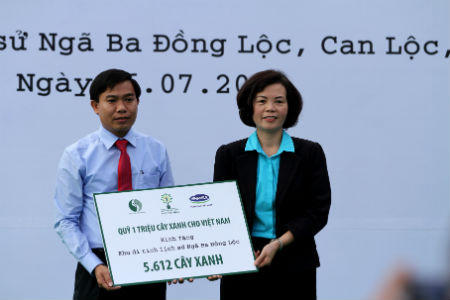 sử Ngã Ba Đồng Lộc, Can Lộc,
Ngày .07.20
QUỸ 1 TRIỆU CÂY XANH CHO VIỆT NAM
Kính tặng
Khu di tích lịch sử Ngã Ba Đồng Lộc
5.612 CÂY XANH